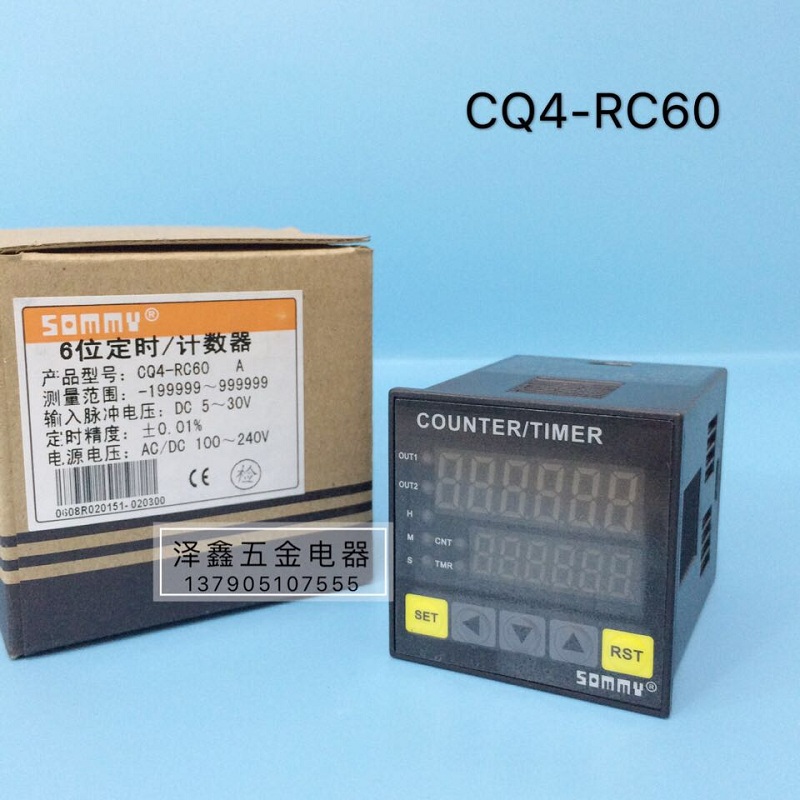 CQ4-RC60
sommy®
6位定时/计数器
产品型号: CQ4-RC60 A
测量范围: -199999～999999
输入脉冲电压: DC 5～30V
定时精度: ±0.01%
电源电压: AC/DC 100～240V
CE 检
0G08R020151-020300
泽鑫五金电器
137905107555
COUNTER/TIMER
OUT1
OUT2
H
M CNT
S TMR
SET
RST
sommy®